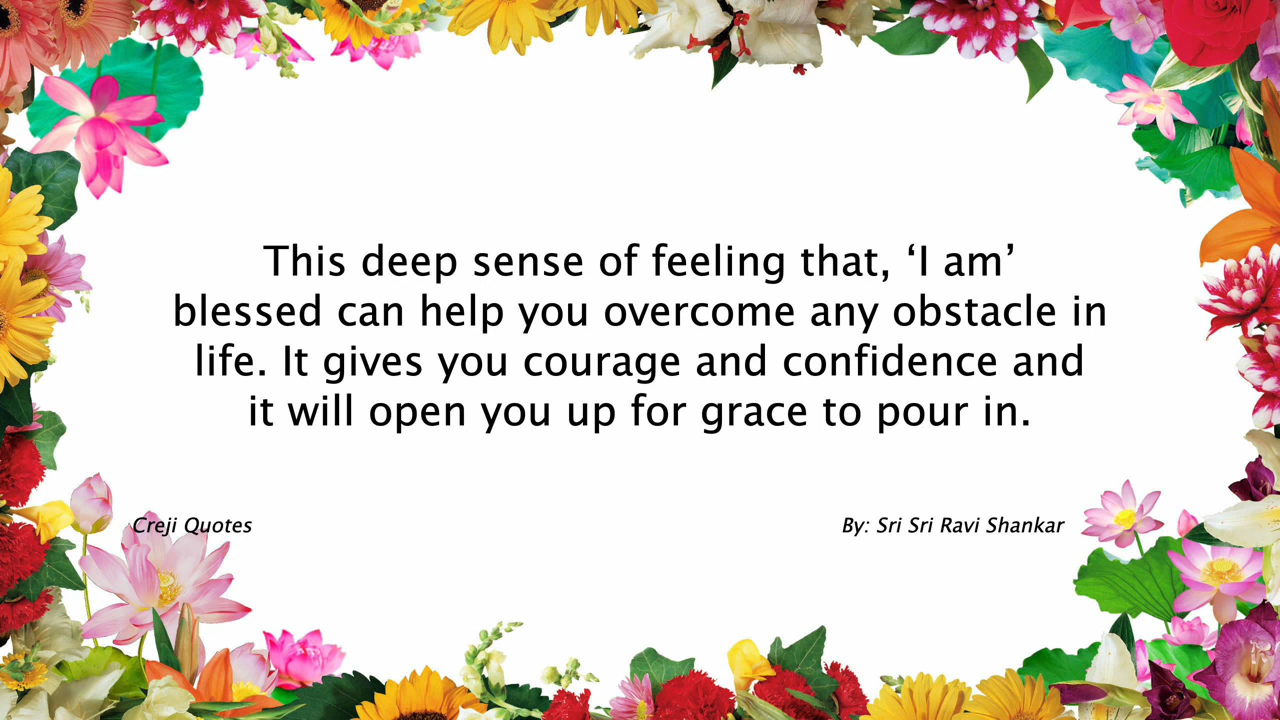 This deep sense of feeling that, ‘I am’
blessed can help you overcome any obstacle in
life. It gives you courage and confidence and
it will open you up for grace to pour in.
Creji Quotes
By: Sri Sri Ravi Shankar